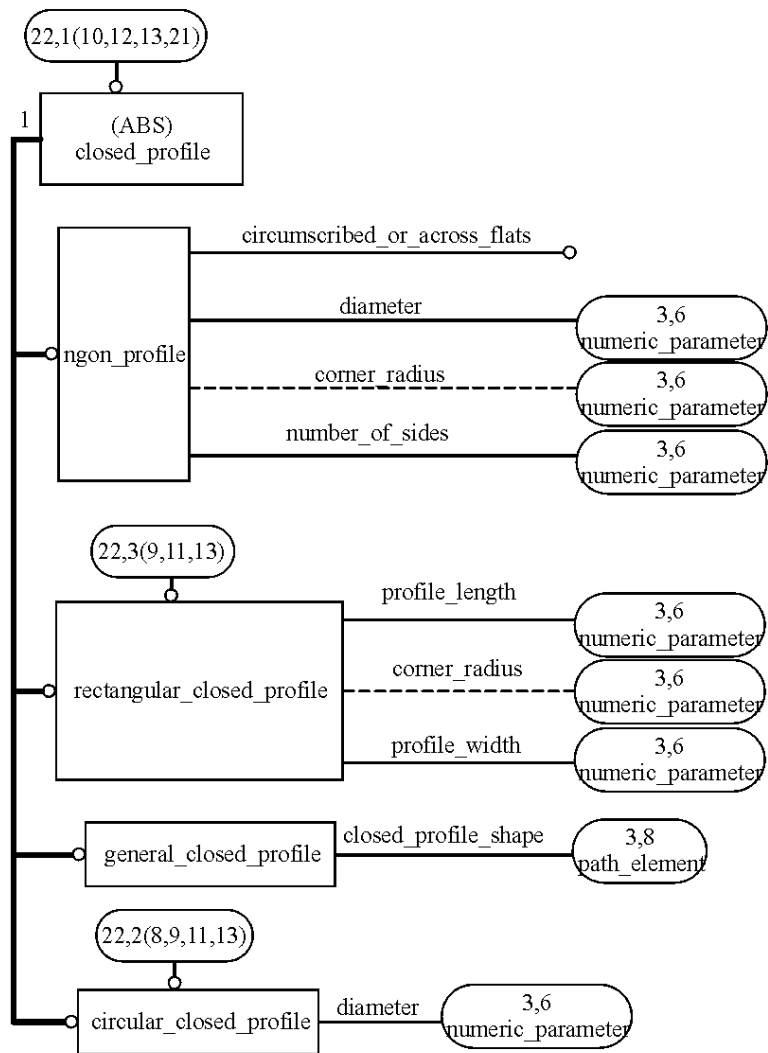 22,1(10,12,13,21)
1
(ABS)
closed_profile
circumscribed_or_across_flats
diameter
3,6
numeric_parameter
ngon_profile
corner_radius
3,6
numeric_parameter
number_of_sides
3,6
numeric_parameter
22,3(9,11,13)
profile_length
3,6
numeric_parameter
rectangular_closed_profile
corner_radius
3,6
numeric_parameter
profile_width
3,6
numeric_parameter
general_closed_profile
closed_profile_shape
3,8
path_element
22,2(8,9,11,13)
circular_closed_profile
diameter
3,6
numeric_parameter